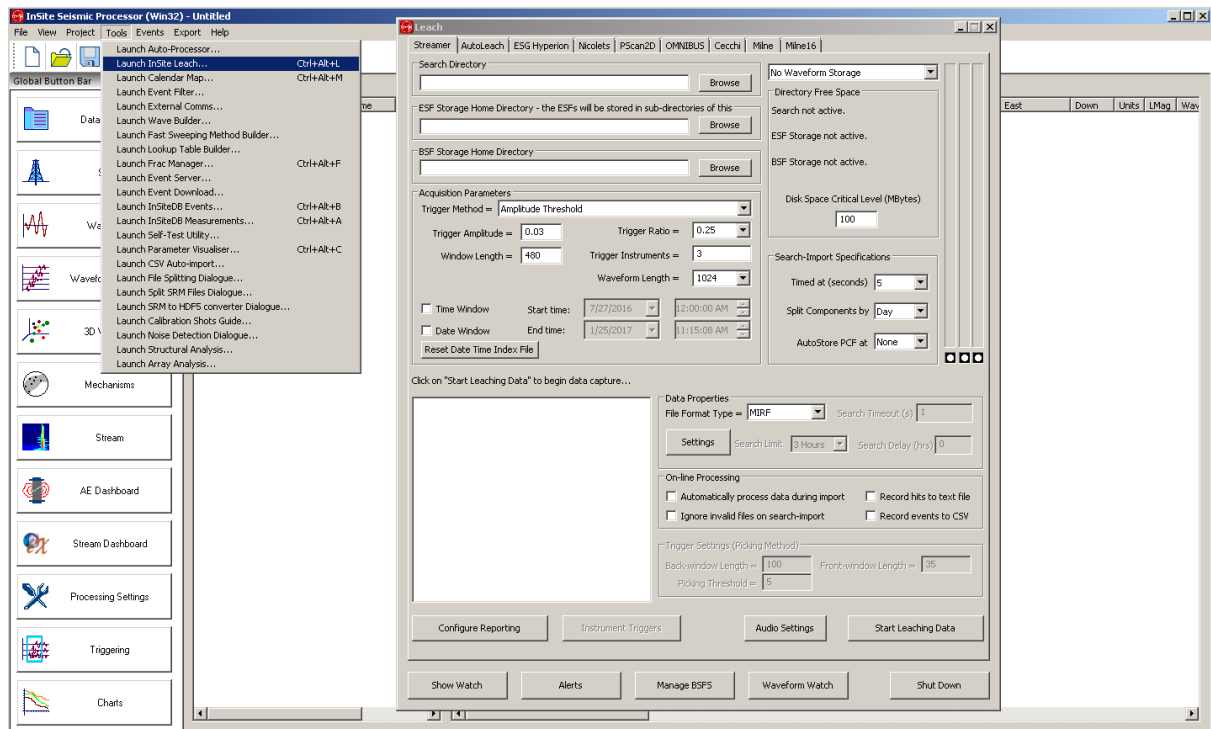 InSite Seismic Processor (Win32) - Untitled
File View Project Tools Events Export Help
Global Button Bar
Data
Mechanisms
Stream
AE Dashboard
Stream Dashboard
Processing Settings
Triggering
Charts
Launch Auto-Processor...
Launch InSite Leach... Ctrl+Alt+L
Launch Calendar Map... Ctrl+Alt+M
Launch Event Filter...
Launch External Comms...
Launch Wave Builder...
Launch Fast Sweeping Method Builder...
Launch Lookup Table Builder...
Launch Frac Manager... Ctrl+Alt+F
Launch Event Server...
Launch Event Download...
Launch InSiteDB Events... Ctrl+Alt+B
Launch InSiteDB Measurements... Ctrl+Alt+A
Launch Self-Test Utility...
Launch Parameter Visualiser... Ctrl+Alt+C
Launch CSV Auto-import...
Launch File Splitting Dialogue...
Launch Split SRM Files Dialogue...
Launch SRM to HDF5 converter Dialogue...
Launch Calibration Shots Guide...
Launch Noise Detection Dialogue...
Launch Structural Analysis...
Launch Array Analysis...
East Down Units LMag Wav
Leach
Streamer AutoLeach ESG Hyperion Nicolets PScan2D OMNIBUS Cecchi Milne Milne16
Search Directory
Browse
ESF Storage Home Directory - the ESFs will be stored in sub-directories of this
Browse
BSF Storage Home Directory
Browse
Acquisition Parameters
Trigger Method = Amplitude Threshold
Trigger Amplitude = 0.03 Trigger Ratio = 0.25
Window Length = 480 Trigger Instruments = 3
Waveform Length = 1024
Time Window Start time: 7/27/2016 12:00:00 AM
Date Window End time: 1/25/2017 11:15:08 AM
Reset Date Time Index File
No Waveform Storage
Directory Free Space
Search not active.
ESF Storage not active.
BSF Storage not active.
Disk Space Critical Level (MBytes)
100
Search-Import Specifications
Timed at (seconds) 5
Split Components by Day
AutoStore PCF at None
Click on "Start Leaching Data" to begin data capture...
Data Properties
File Format Type = MIRF Search Timeout (s) 1
Settings Search Limit 3 Hours Search Delay (hrs) 0
On-line Processing
Automatically process data during import Record hits to text file
Ignore invalid files on search-import Record events to CSV
Trigger Settings (Picking Method)
Back-window Length = 100 Front-window Length = 35
Picking Threshold = 5
Configure Reporting Instrument Triggers Audio Settings Start Leaching Data
Show Watch Alerts Manage BSFS Waveform Watch Shut Down